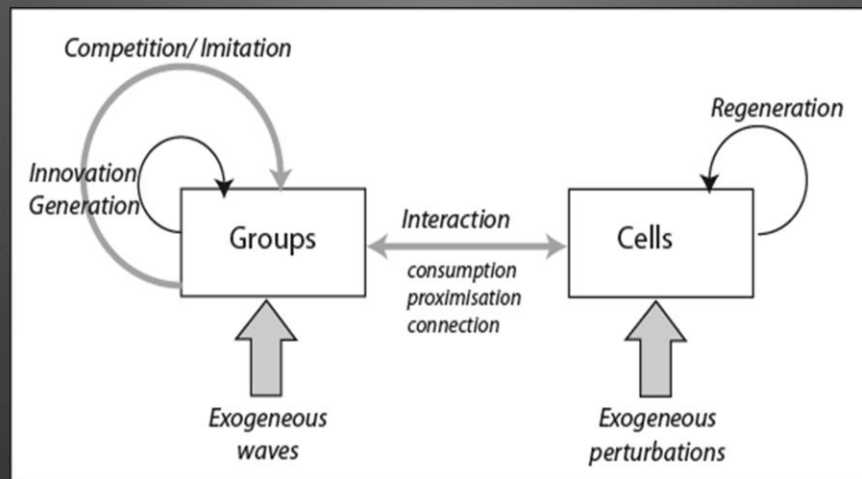 Competition/ Imitation
Regeneration
Innovation
Generation
Groups
Interaction
Cells
consumption
proximisation
connection
Exogeneous
waves
Exogeneous
perturbations